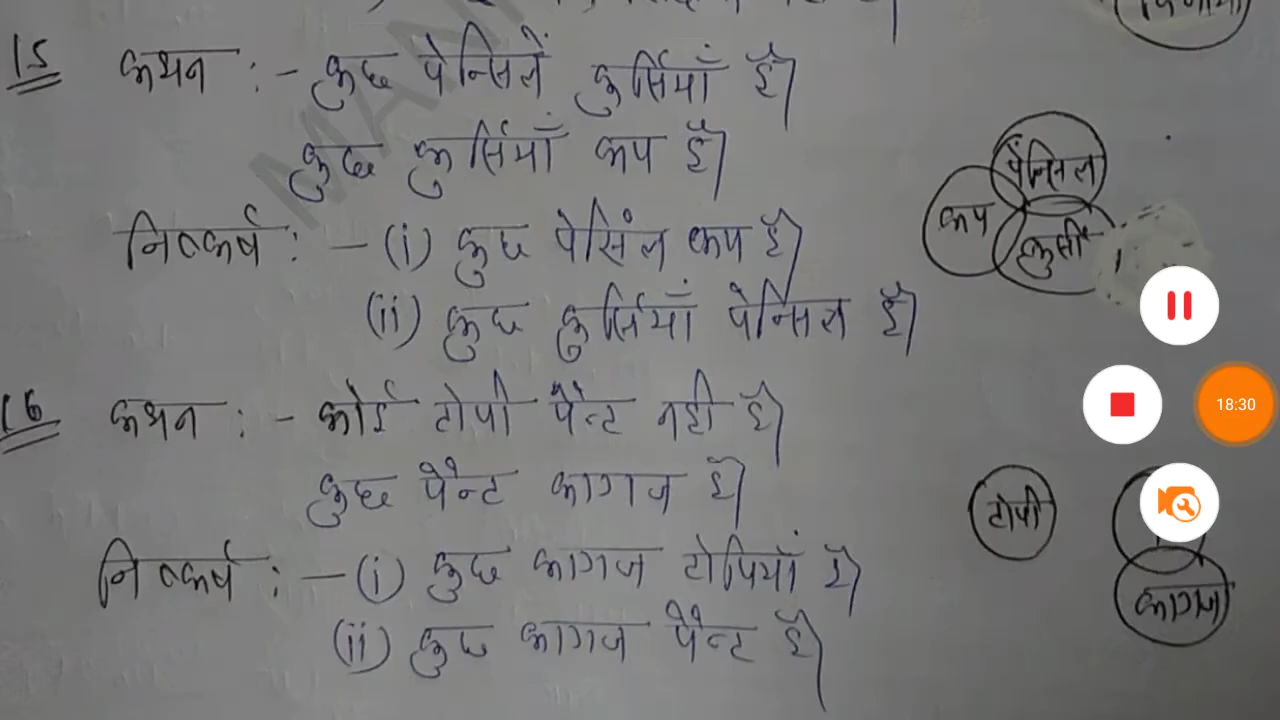 15 कथन :- कुछ पेन्सिलें कुर्सियाँ हैं।
कुछ कुर्सियाँ कप हैं।
निष्कर्ष :- (i) कुछ पेंसिल कप हैं।
(ii) कुछ कुर्सियाँ पेन्सिल हैं।
पेंन्सिल
कप
कुर्सी
16 कथन :- कोई टोपी पैन्ट नही है।
कुछ पैन्ट कागज है।
निष्कर्ष :- (i) कुछ कागज टोपियाँ है।
(ii) कुछ कागज पैन्ट है।
टोपी
कागज
18:30